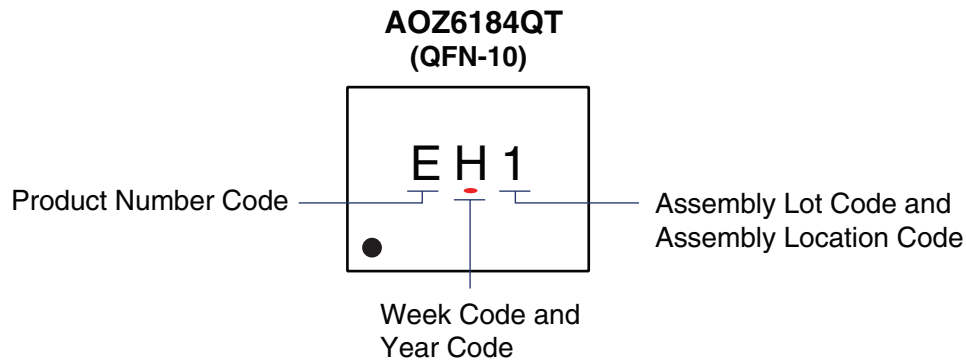 AOZ6184QT
(QFN-10)
E H 1
Product Number Code
Assembly Lot Code and
Assembly Location Code
Week Code and
Year Code